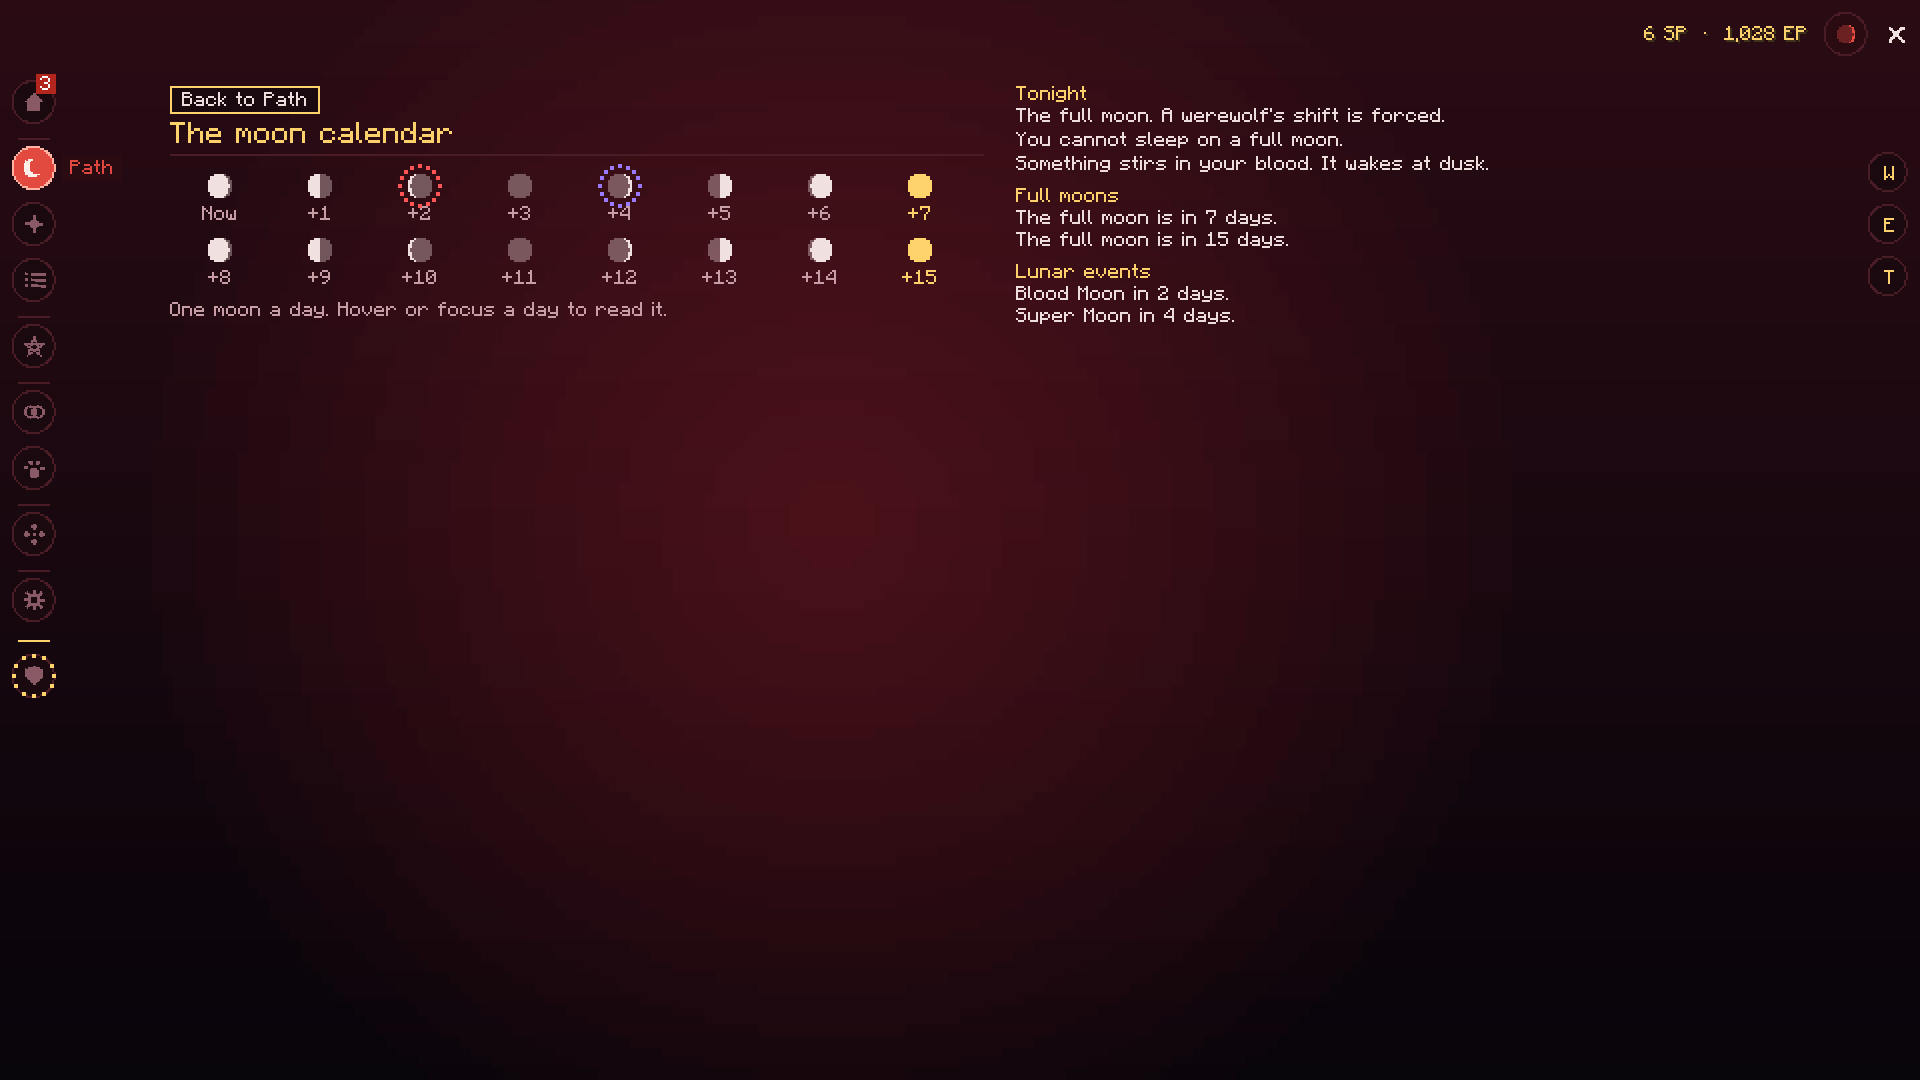 6 SP · 1,028 EP
3
Path
Back to Path
The moon calendar
Now +1 +2 +3 +4 +5 +6 +7
+8 +9 +10 +11 +12 +13 +14 +15
One moon a day. Hover or focus a day to read it.
Tonight
The full moon. A werewolf's shift is forced.
You cannot sleep on a full moon.
Something stirs in your blood. It wakes at dusk.
Full moons
The full moon is in 7 days.
The full moon is in 15 days.
Lunar events
Blood Moon in 2 days.
Super Moon in 4 days.
W
E
T